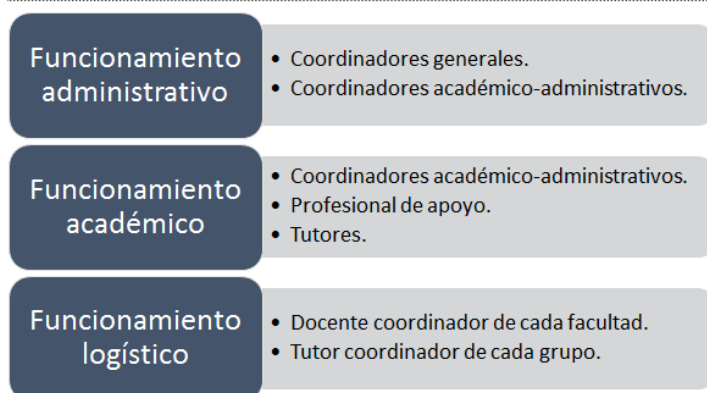 Funcionamiento
administrativo
• Coordinadores generales.
• Coordinadores académico-administrativos.
Funcionamiento
académico
• Coordinadores académico-administrativos.
• Profesional de apoyo.
• Tutores.
Funcionamiento
logístico
• Docente coordinador de cada facultad.
• Tutor coordinador de cada grupo.